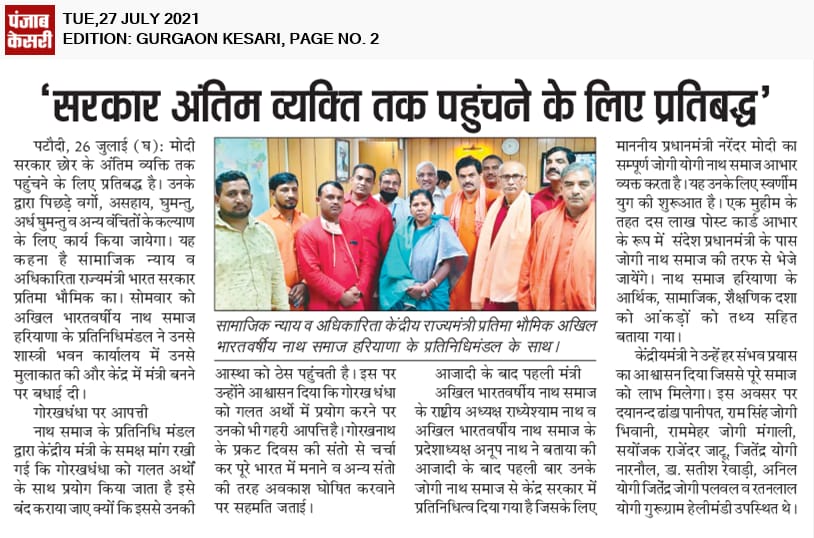 पंजाब
केसरी
TUE,27 JULY 2021
EDITION: GURGAON KESARI, PAGE NO. 2
‘सरकार अंतिम व्यक्ति तक पहुंचने के लिए प्रतिबद्ध’
पटौदी, 26 जुलाई (घ): मोदी
सरकार छोर के अंतिम व्यक्ति तक
पहुंचने के लिए प्रतिबद्ध है। उनके
द्वारा पिछड़े वर्गो, असहाय, घुमन्तु,
अर्ध घुमन्तु व अन्य वंचितों के कल्याण
के लिए कार्य किया जायेगा। यह
कहना है सामाजिक न्याय व
अधिकारिता राज्यमंत्री भारत सरकार
प्रतिमा भौमिक का। सोमवार को
अखिल भारतवर्षीय नाथ समाज
हरियाणा के प्रतिनिधिमंडल ने उनसे
शास्त्री भवन कार्यालय में उनसे
मुलाकात की और केंद्र में मंत्री बनने
पर बधाई दी।
गोरखधंधा पर आपत्ती
नाथ समाज के प्रतिनिधि मंडल
द्वारा केंद्रीय मंत्री के समक्ष मांग रखी
गई कि गोरखधंधा को गलत अर्थों
के साथ प्रयोग किया जाता है इसे
बंद कराया जाए क्यों कि इससे उनकी
सामाजिक न्याय व अधिकारिता केंद्रीय राज्यमंत्री प्रतिमा भौमिक अखिल
भारतवर्षीय नाथ समाज हरियाणा के प्रतिनिधिमंडल के साथ।
आस्था को ठेस पहुंचती है। इस पर
उन्होंने आश्वासन दिया कि गोरख धंधा
को गलत अर्थों में प्रयोग करने पर
उनको भी गहरी आपत्ति है। गोरखनाथ
के प्रकट दिवस की संतो से चर्चा
कर पूरे भारत में मनाने व अन्य संतो
की तरह अवकाश घोषित करवाने
पर सहमति जताई।
आजादी के बाद पहली मंत्री
अखिल भारतवर्षीय नाथ समाज
के राष्ट्रीय अध्यक्ष राध्येश्याम नाथ व
अखिल भारतवर्षीय नाथ समाज के
प्रदेशाध्यक्ष अनूप नाथ ने बताया की
आजादी के बाद पहली बार उनके
जोगी नाथ समाज से केंद्र सरकार में
प्रतिनिधित्व दिया गया है जिसके लिए
माननीय प्रधानमंत्री नरेंदर मोदी का
सम्पूर्ण जोगी योगी नाथ समाज आभार
व्यक्त करता है। यह उनके लिए स्वर्णीम
युग की शुरूआत है। एक मुहीम के
तहत दस लाख पोस्ट कार्ड आभार
के रूप में संदेश प्रधानमंत्री के पास
जोगी नाथ समाज की तरफ से भेजे
जायेंगे। नाथ समाज हरियाणा के
आर्थिक, सामाजिक, शैक्षणिक दशा
को आंकड़ों को तथ्य सहित
बताया गया।
केंद्रीयमंत्री ने उन्हें हर संभव प्रयास
का आश्वासन दिया जिससे पूरे समाज
को लाभ मिलेगा। इस अवसर पर
दयानन्द ढांडा पानीपत, राम सिंह जोगी
भिवानी, राममेहर जोगी मंगाली,
सयोंजक राजेंदर जाटू, जितेंद्र योगी
नारनौल, डा. सतीश रेवाड़ी, अनिल
योगी जितेंद्र जोगी पलवल व रतनलाल
योगी गुरूग्राम हेलीमंडी उपस्थित थे।